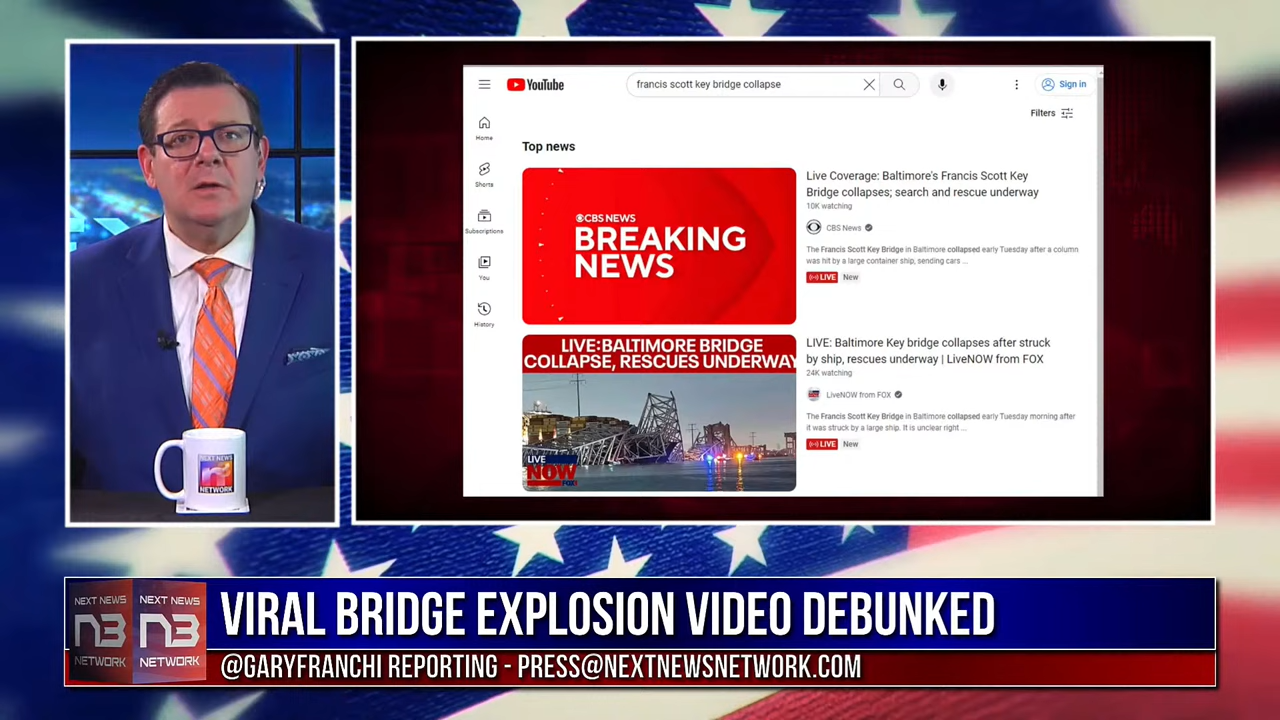 YouTube
francis scott key bridge collapse
Sign in
Filters
Home
Shorts
Subscriptions
You
History
Top news
CBS NEWS
BREAKING
NEWS
Live Coverage: Baltimore's Francis Scott Key
Bridge collapses; search and rescue underway
10K watching
CBS News
The Francis Scott Key Bridge in Baltimore collapsed early Tuesday after a column
was hit by a large container ship, sending cars ...
LIVE New
LIVE:BALTIMORE BRIDGE
COLLAPSE, RESCUES UNDERWAY
LIVE
NOW
LIVE: Baltimore Key bridge collapses after struck
by ship, rescues underway | LiveNOW from FOX
24K watching
LiveNOW from FOX
The Francis Scott Key Bridge in Baltimore collapsed early Tuesday morning after
it was struck by a large ship. It is unclear right ...
LIVE New
NEXT NEWS
NETWORK
NEXT NEWS
N3
NETWORK
NEXT NEWS
N3
NETWORK
VIRAL BRIDGE EXPLOSION VIDEO DEBUNKED
@GARYFRANCHI REPORTING - PRESS@NEXTNEWSNETWORK.COM